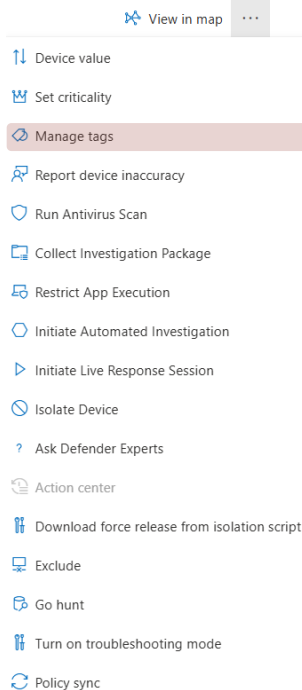 View in map ...
Device value
Set criticality
Manage tags
Report device inaccuracy
Run Antivirus Scan
Collect Investigation Package
Restrict App Execution
Initiate Automated Investigation
Initiate Live Response Session
Isolate Device
? Ask Defender Experts
Action center
Download force release from isolation script
Exclude
Go hunt
Turn on troubleshooting mode
Policy sync